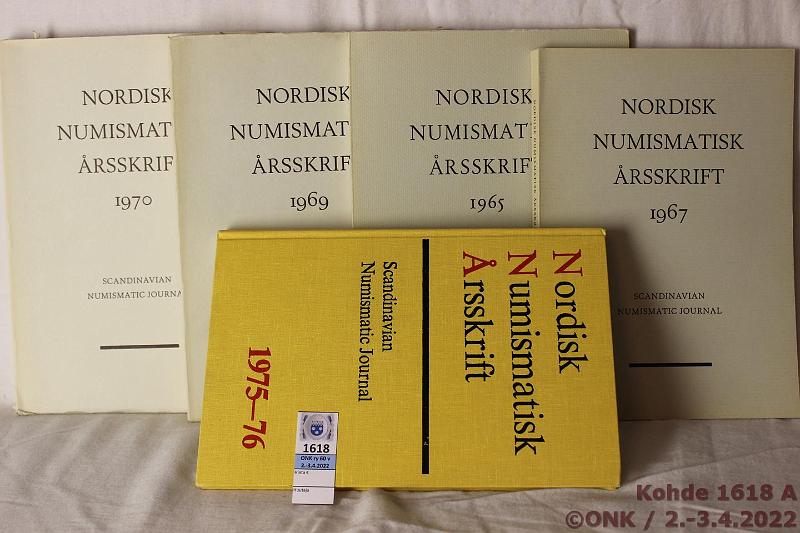 NORDISK
NUMISMAT
ÅRSSKRIF
1970
SCANDINAVIAN
NUMISMATIC JOURNA
NORDISK
NUMISMAT
ÅRSSKRIFT
1969
NORDISK
NUMISMAT
ÅRSSKRIF
1965
NORDISK
NUMISMATISK
ÅRSSKRIFT
1967
SCANDINAVIAN
NUMISMATIC JOURNAL
Nordisk
Numismatisk
Årsskrift
Scandinavian
Numismatic Journal
1975—76
1618
ONK ry 60 v
2.-3.4.2022
Kohde 1618 A
©ONK / 2.-3.4.2022